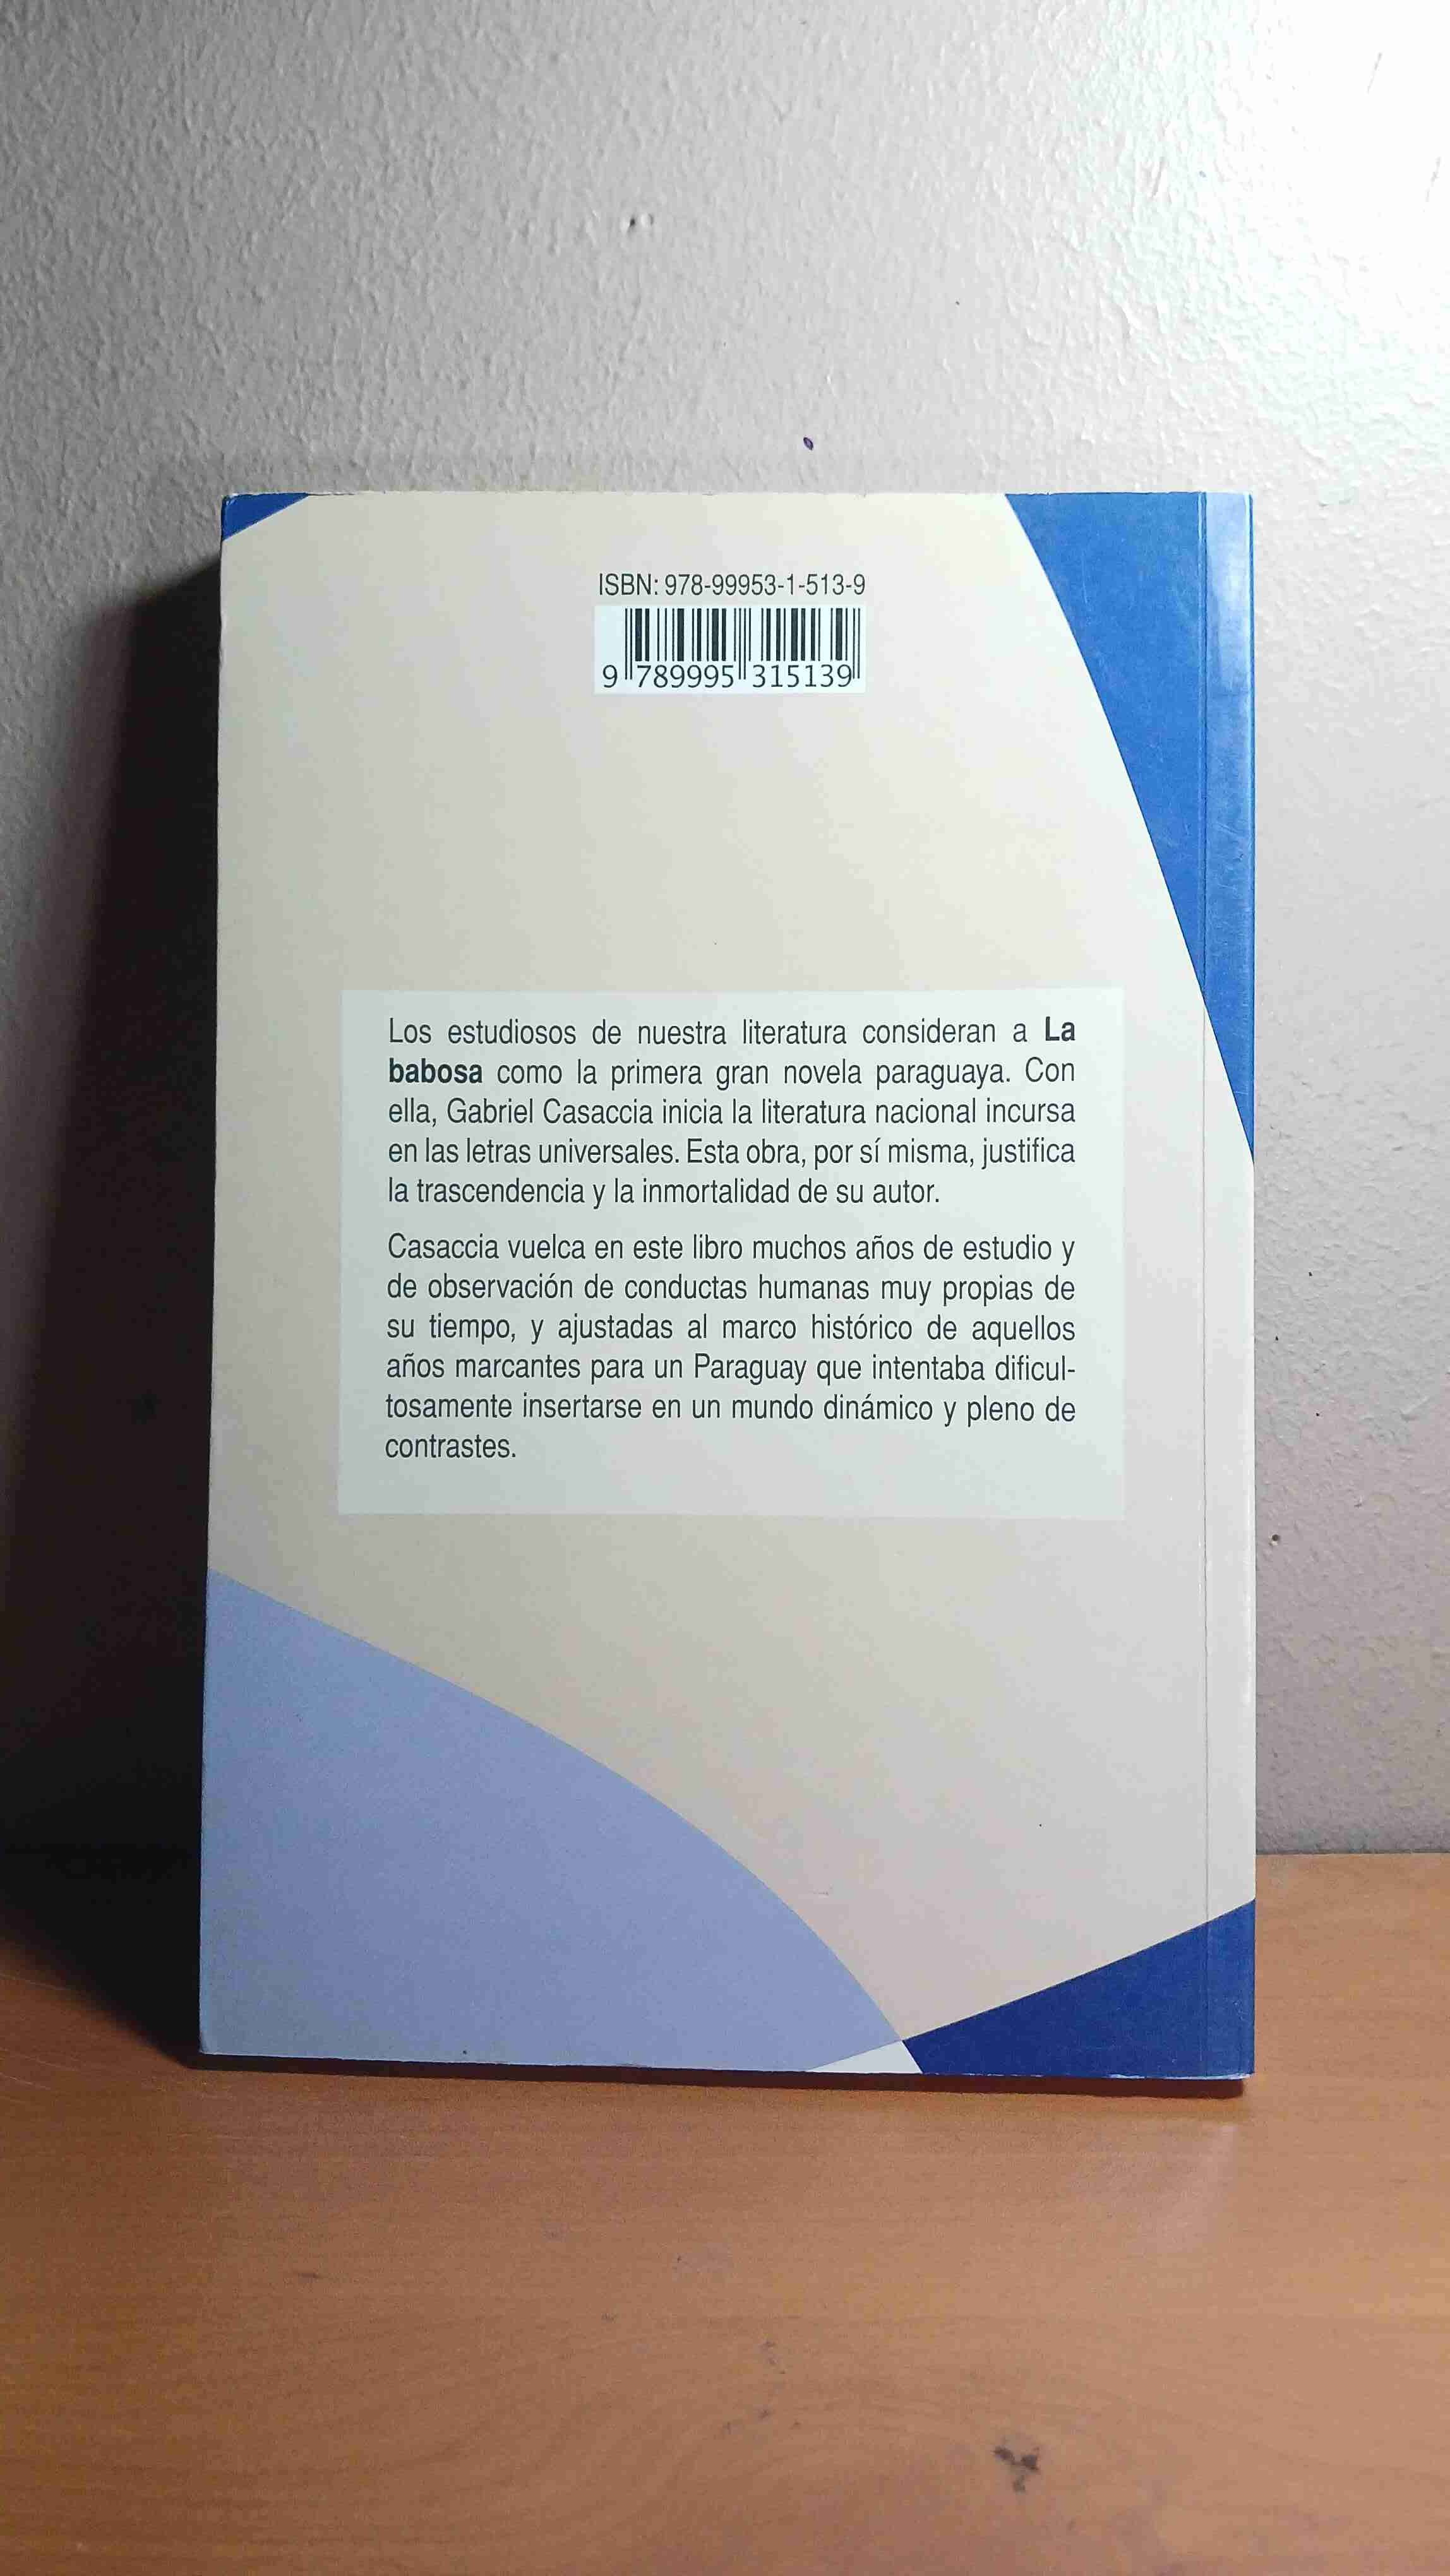 ISBN: 978-99953-1-513-9
9 789995 315139
Los estudiosos de nuestra literatura consideran a La
babosa como la primera gran novela paraguaya. Con
ella, Gabriel Casaccia inicia la literatura nacional incursa
en las letras universales. Esta obra, por sí misma, justifica
la trascendencia y la inmortalidad de su autor.
Casaccia vuelca en este libro muchos años de estudio y
de observación de conductas humanas muy propias de
su tiempo, y ajustadas al marco histórico de aquellos
años marcantes para un Paraguay que intentaba dificul-
tosamente insertarse en un mundo dinámico y pleno de
contrastes.